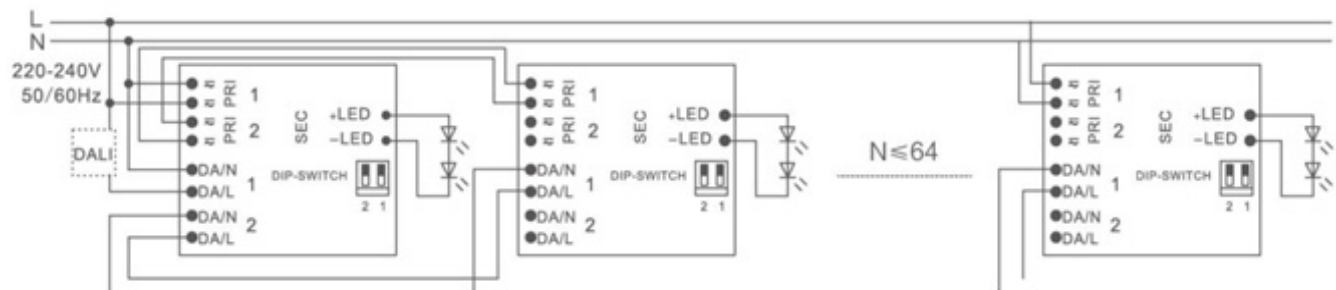 L
N
220-240V
50/60Hz
DALI
PRI 1
PRI 2
SEC
+LED
−LED
DA/N
DA/L
1
DIP-SWITCH
2 1
DA/N
DA/L
2
PRI 1
PRI 2
SEC
+LED
−LED
DA/N
DA/L
1
DIP-SWITCH
2 1
DA/N
DA/L
2
N≤64
PRI 1
PRI 2
SEC
+LED
−LED
DA/N
DA/L
1
DIP-SWITCH
2 1
DA/N
DA/L
2